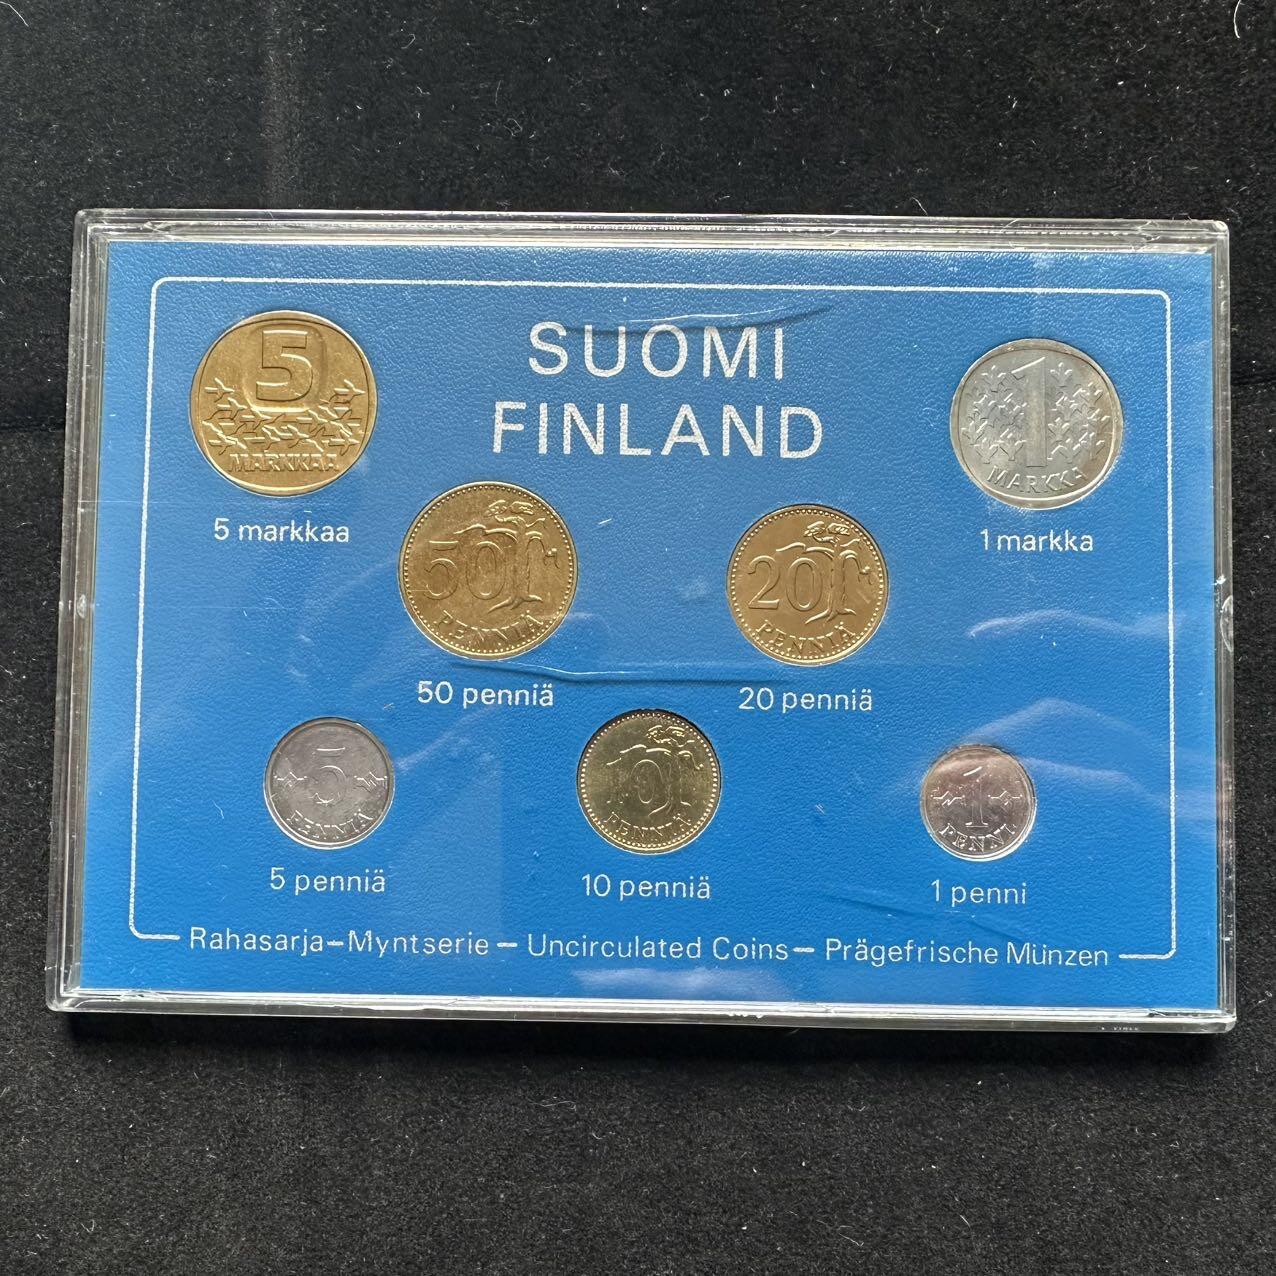 SUOMI
FINLAND
5
MARKKAA
5 markkaa
1
MARKKA
1 markka
50
PENNIÄ
50 penniä
20
PENNIÄ
20 penniä
5
PENNIÄ
5 penniä
10
PENNIÄ
10 penniä
1
PENNI
1 penni
Rahasarja–Myntserie – Uncirculated Coins – Prägefrische Münzen